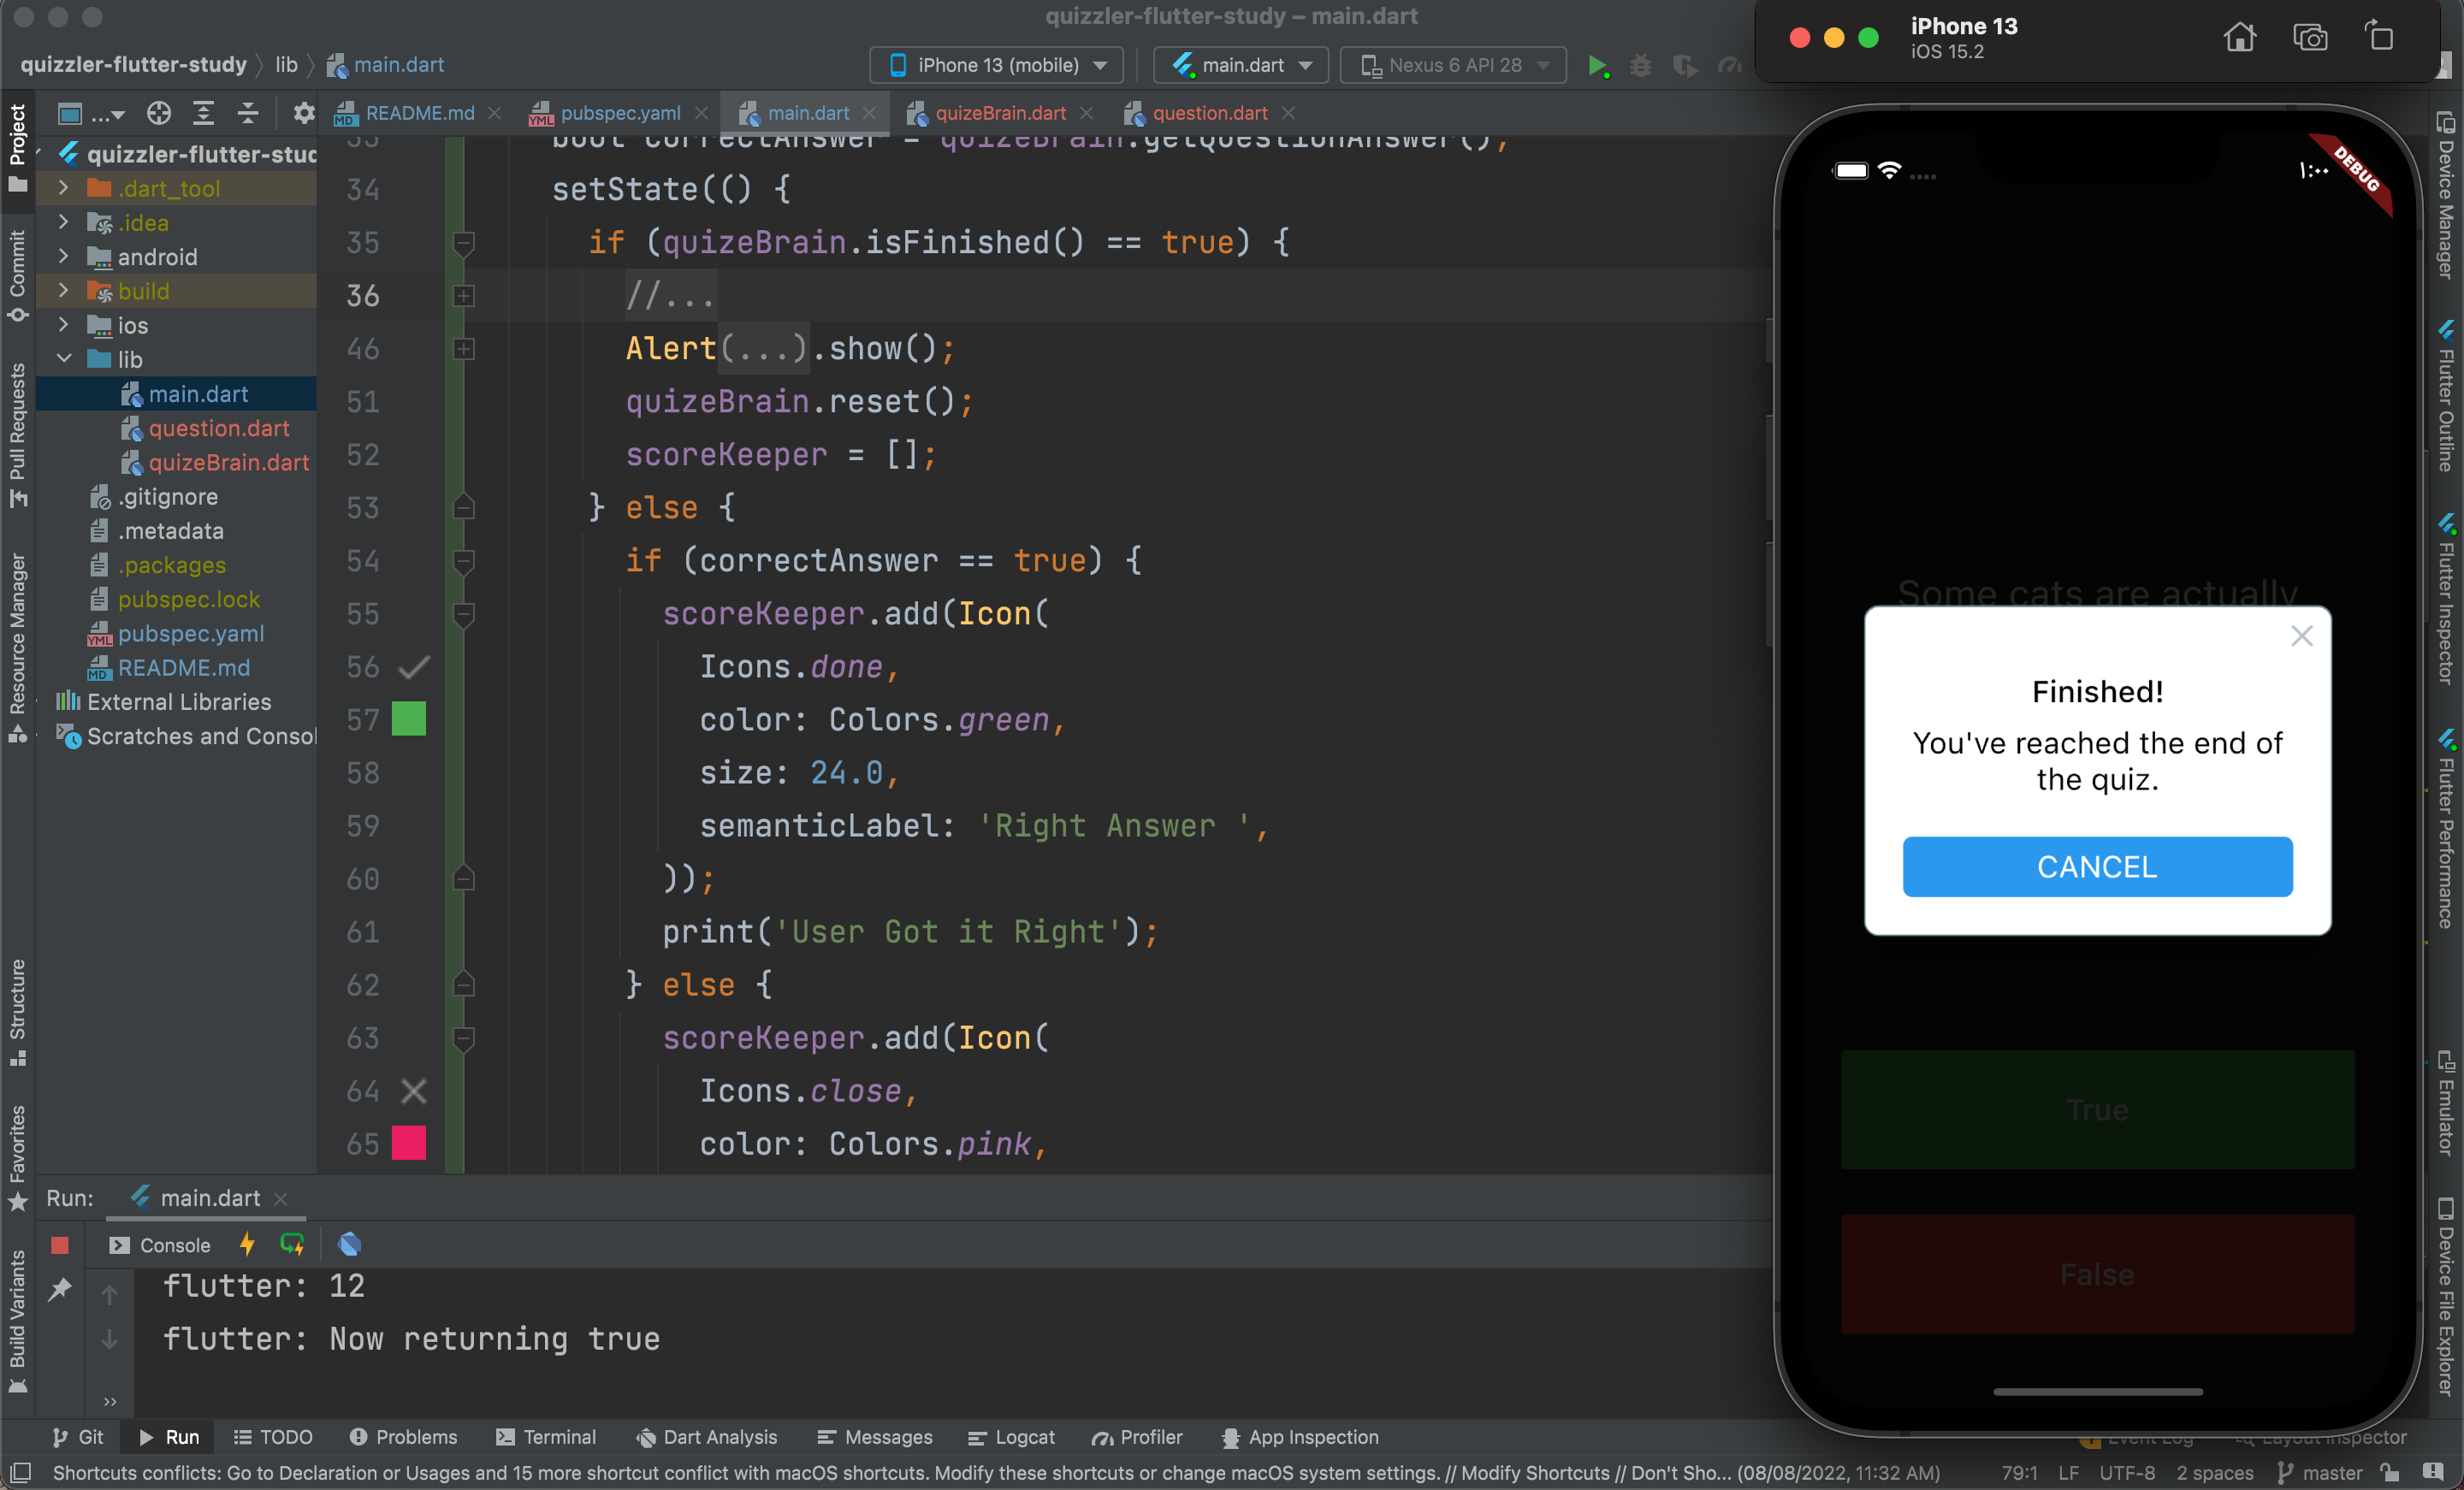 quizzler-flutter-study – main.dart
quizzler-flutter-study lib main.dart
iPhone 13 (mobile) main.dart Nexus 6 API 28
iPhone 13
iOS 15.2
README.md pubspec.yaml main.dart quizeBrain.dart question.dart
Project
Commit
Pull Requests
Resource Manager
Structure
Favorites
Build Variants
quizzler-flutter-stud
.dart_tool
.idea
android
build
ios
lib
main.dart
question.dart
quizeBrain.dart
.gitignore
.metadata
.packages
pubspec.lock
pubspec.yaml
README.md
External Libraries
Scratches and Consol
33 bool correctAnswer = quizeBrain.getQuestionAnswer();
34 setState(() {
35 if (quizeBrain.isFinished() == true) {
36 //...
46 Alert(...).show();
51 quizeBrain.reset();
52 scoreKeeper = [];
53 } else {
54 if (correctAnswer == true) {
55 scoreKeeper.add(Icon(
56 Icons.done,
57 color: Colors.green,
58 size: 24.0,
59 semanticLabel: 'Right Answer ',
60 ));
61 print('User Got it Right');
62 } else {
63 scoreKeeper.add(Icon(
64 Icons.close,
65 color: Colors.pink,
١:٠٠
DEBUG
Some cats are actually
Finished!
You've reached the end of
the quiz.
CANCEL
True
False
Device Manager
Flutter Outline
Flutter Inspector
Flutter Performance
Emulator
Device File Explorer
Run: main.dart
Console
flutter: 12
flutter: Now returning true
Git Run TODO Problems Terminal Dart Analysis Messages Logcat Profiler App Inspection Event Log Layout Inspector
Shortcuts conflicts: Go to Declaration or Usages and 15 more shortcut conflict with macOS shortcuts. Modify these shortcuts or change macOS system settings. // Modify Shortcuts // Don't Sho... (08/08/2022, 11:32 AM) 79:1 LF UTF-8 2 spaces master